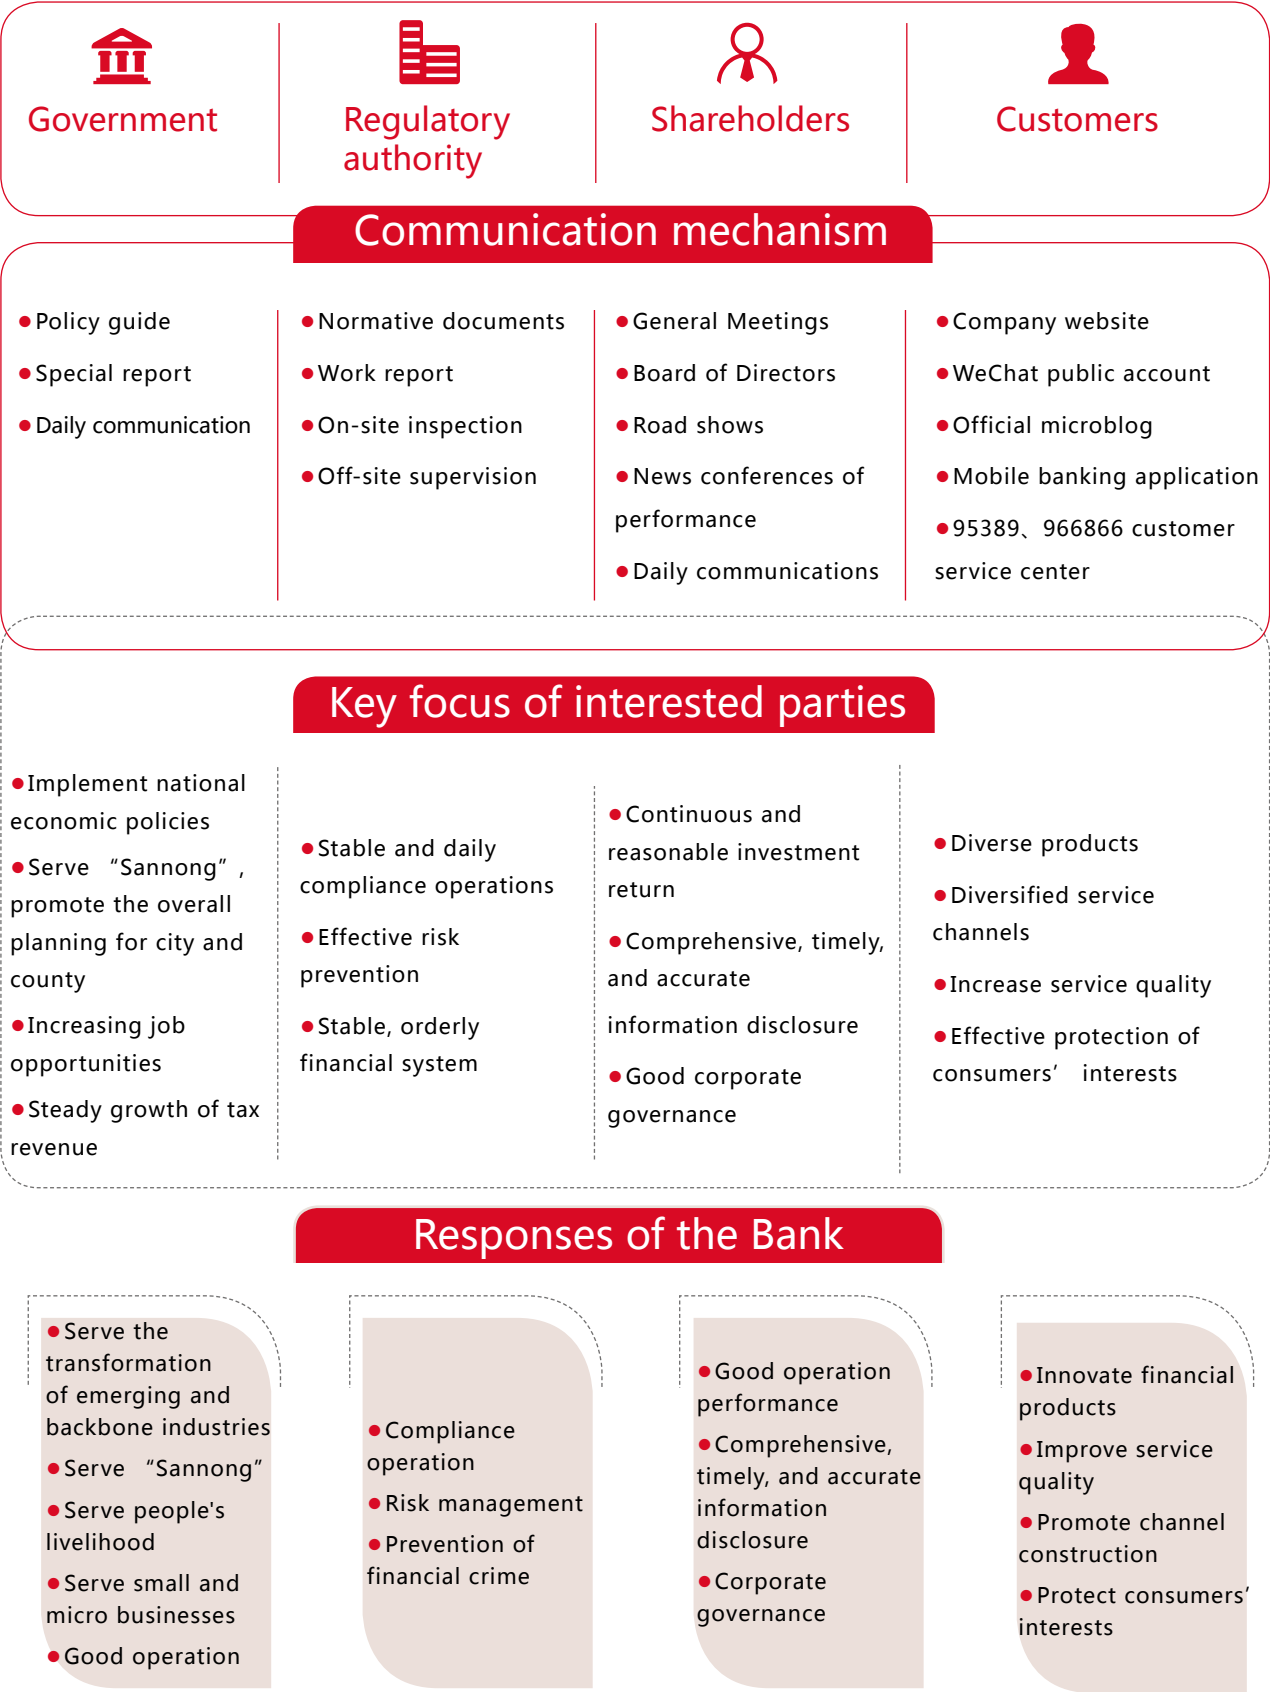 Government
Regulatory
authority
Shareholders
Customers
Communication mechanism
●Policy guide
●Special report
●Daily communication
●Normative documents
●Work report
●On-site inspection
●Off-site supervision
●General Meetings
●Board of Directors
●Road shows
●News conferences of
performance
●Daily communications
●Company website
●WeChat public account
●Official microblog
●Mobile banking application
●95389、966866 customer
service center
Key focus of interested parties
●Implement national
economic policies
●Serve “Sannong”,
promote the overall
planning for city and
county
●Increasing job
opportunities
●Steady growth of tax
revenue
●Stable and daily
compliance operations
●Effective risk
prevention
●Stable, orderly
financial system
●Continuous and
reasonable investment
return
●Comprehensive, timely,
and accurate
information disclosure
●Good corporate
governance
●Diverse products
●Diversified service
channels
●Increase service quality
●Effective protection of
consumers’ interests
Responses of the Bank
●Serve the
transformation
of emerging and
backbone industries
●Serve “Sannong”
●Serve people's
livelihood
●Serve small and
micro businesses
●Good operation
●Compliance
operation
●Risk management
●Prevention of
financial crime
●Good operation
performance
●Comprehensive,
timely, and accurate
information
disclosure
●Corporate
governance
●Innovate financial
products
●Improve service
quality
●Promote channel
construction
●Protect consumers’
interests